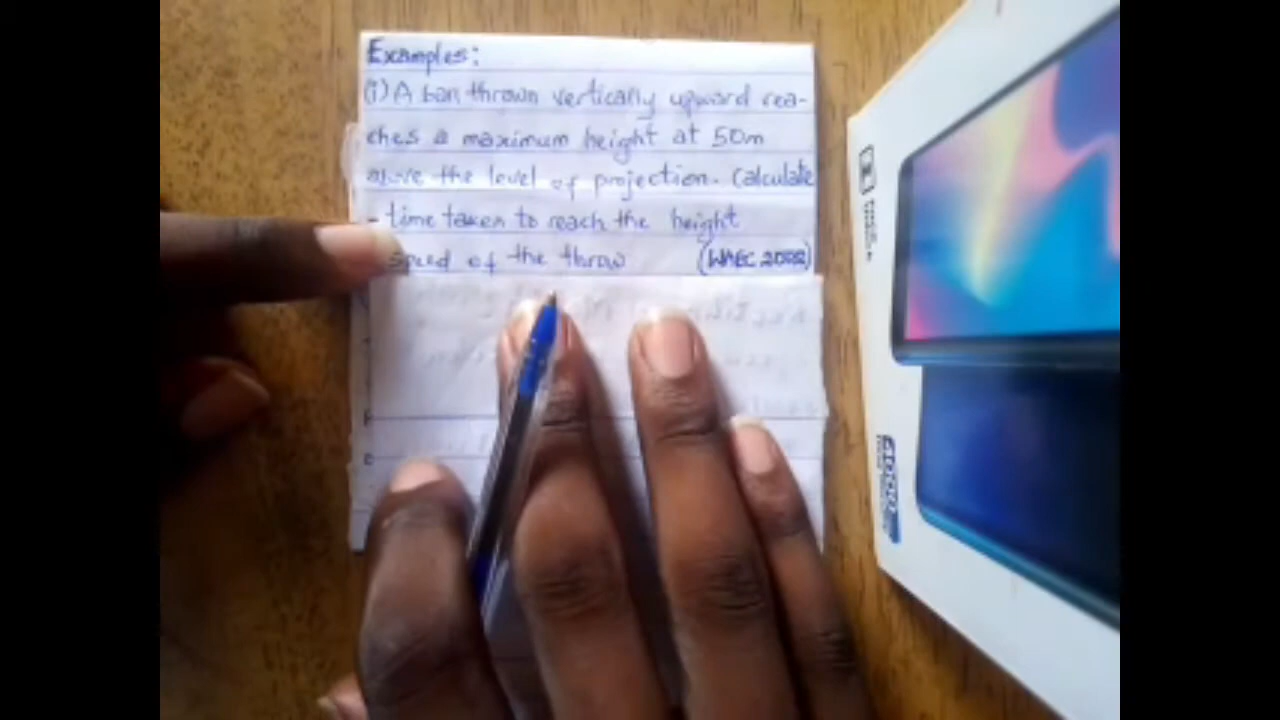 Examples:
(i) A ball thrown vertically upward rea-
ches a maximum height at 50m
above the level of projection. Calculate
- time taken to reach the height
speed of the throw (WAEC 2002)